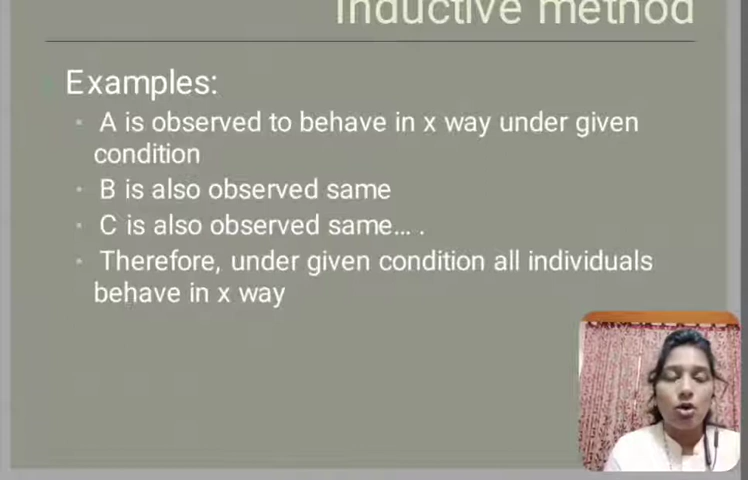 Inductive method
Examples:
A is observed to behave in x way under given
condition
B is also observed same
C is also observed same... .
Therefore, under given condition all individuals
behave in x way